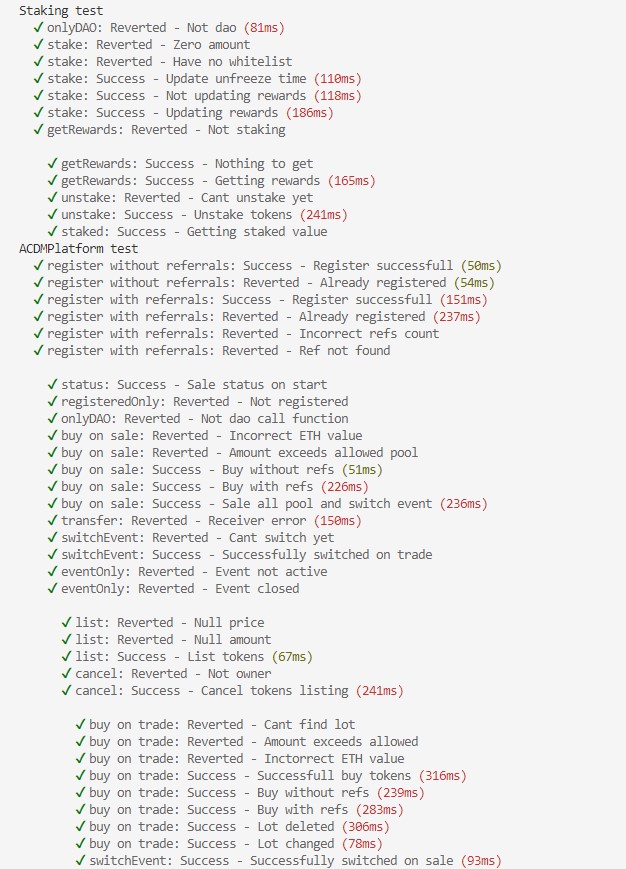 Staking test
✓ onlyDAO: Reverted - Not dao (81ms)
✓ stake: Reverted - Zero amount
✓ stake: Reverted - Have no whitelist
✓ stake: Success - Update unfreeze time (110ms)
✓ stake: Success - Not updating rewards (118ms)
✓ stake: Success - Updating rewards (186ms)
✓ getRewards: Reverted - Not staking
✓ getRewards: Success - Nothing to get
✓ getRewards: Success - Getting rewards (165ms)
✓ unstake: Reverted - Cant unstake yet
✓ unstake: Success - Unstake tokens (241ms)
✓ staked: Success - Getting staked value
ACDMPlatform test
✓ register without referrals: Success - Register successfull (50ms)
✓ register without referrals: Reverted - Already registered (54ms)
✓ register with referrals: Success - Register successfull (151ms)
✓ register with referrals: Reverted - Already registered (237ms)
✓ register with referrals: Reverted - Incorrect refs count
✓ register with referrals: Reverted - Ref not found
✓ status: Success - Sale status on start
✓ registeredOnly: Reverted - Not registered
✓ onlyDAO: Reverted - Not dao call function
✓ buy on sale: Reverted - Incorrect ETH value
✓ buy on sale: Reverted - Amount exceeds allowed pool
✓ buy on sale: Success - Buy without refs (51ms)
✓ buy on sale: Success - Buy with refs (226ms)
✓ buy on sale: Success - Sale all pool and switch event (236ms)
✓ transfer: Reverted - Receiver error (150ms)
✓ switchEvent: Reverted - Cant switch yet
✓ switchEvent: Success - Successfully switched on trade
✓ eventOnly: Reverted - Event not active
✓ eventOnly: Reverted - Event closed
✓ list: Reverted - Null price
✓ list: Reverted - Null amount
✓ list: Success - List tokens (67ms)
✓ cancel: Reverted - Not owner
✓ cancel: Success - Cancel tokens listing (241ms)
✓ buy on trade: Reverted - Cant find lot
✓ buy on trade: Reverted - Amount exceeds allowed
✓ buy on trade: Reverted - Inctorrect ETH value
✓ buy on trade: Success - Successfull buy tokens (316ms)
✓ buy on trade: Success - Buy without refs (239ms)
✓ buy on trade: Success - Buy with refs (283ms)
✓ buy on trade: Success - Lot deleted (306ms)
✓ buy on trade: Success - Lot changed (78ms)
✓ switchEvent: Success - Successfully switched on sale (93ms)